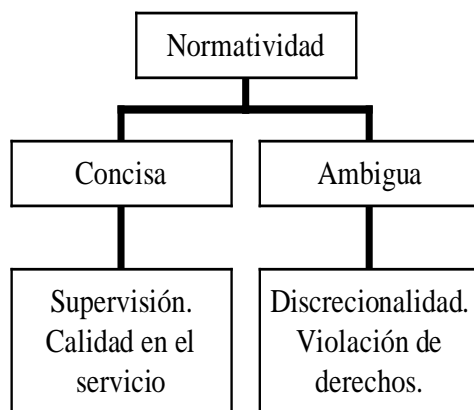 Normatividad
Concisa
Ambigua
Supervisión.
Calidad en el
servicio
Discrecionalidad.
Violación de
derechos.